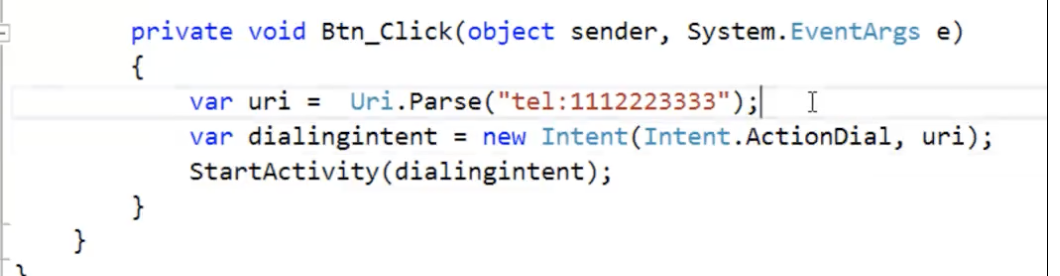 private void Btn_Click(object sender, System.EventArgs e)
{
var uri =  Uri.Parse("tel:1112223333");
var dialingintent = new Intent(Intent.ActionDial, uri);
StartActivity(dialingintent);
}
}
}